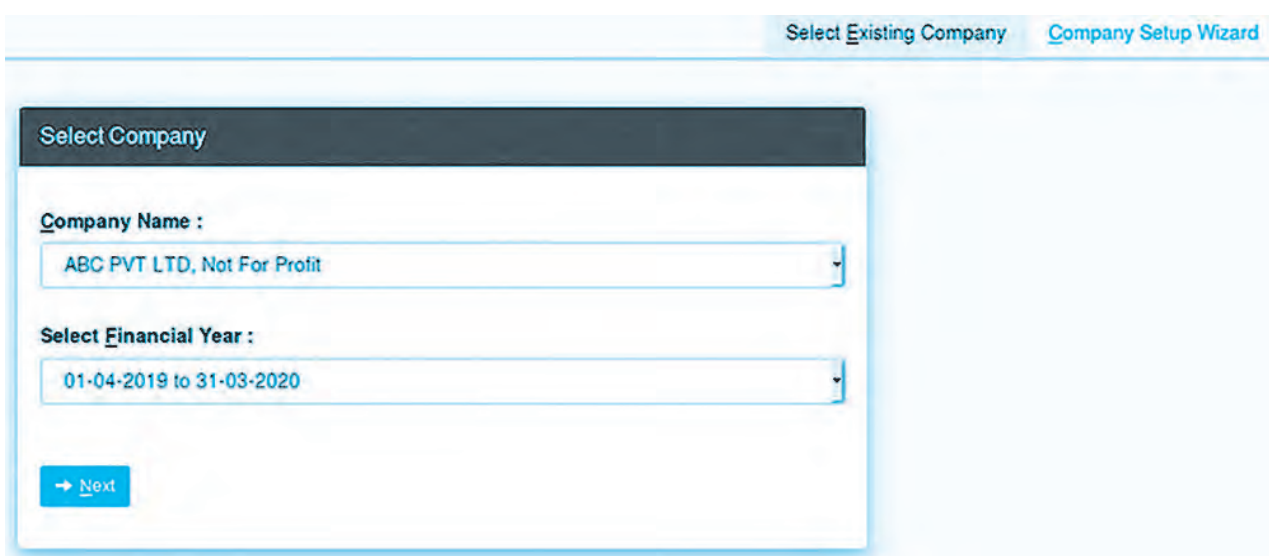 Select Existing Company Company Setup Wizard
Select Company
Company Name :
ABC PVT LTD, Not For Profit
Select Financial Year :
01-04-2019 to 31-03-2020
→ Next